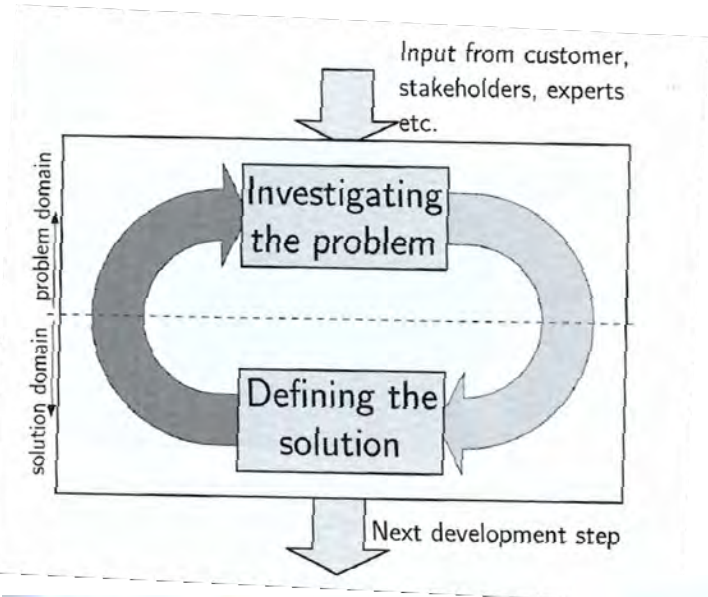 Input from customer,
stakeholders, experts
etc.
Investigating
the problem
problem domain
solution domain
Defining the
solution
Next development step